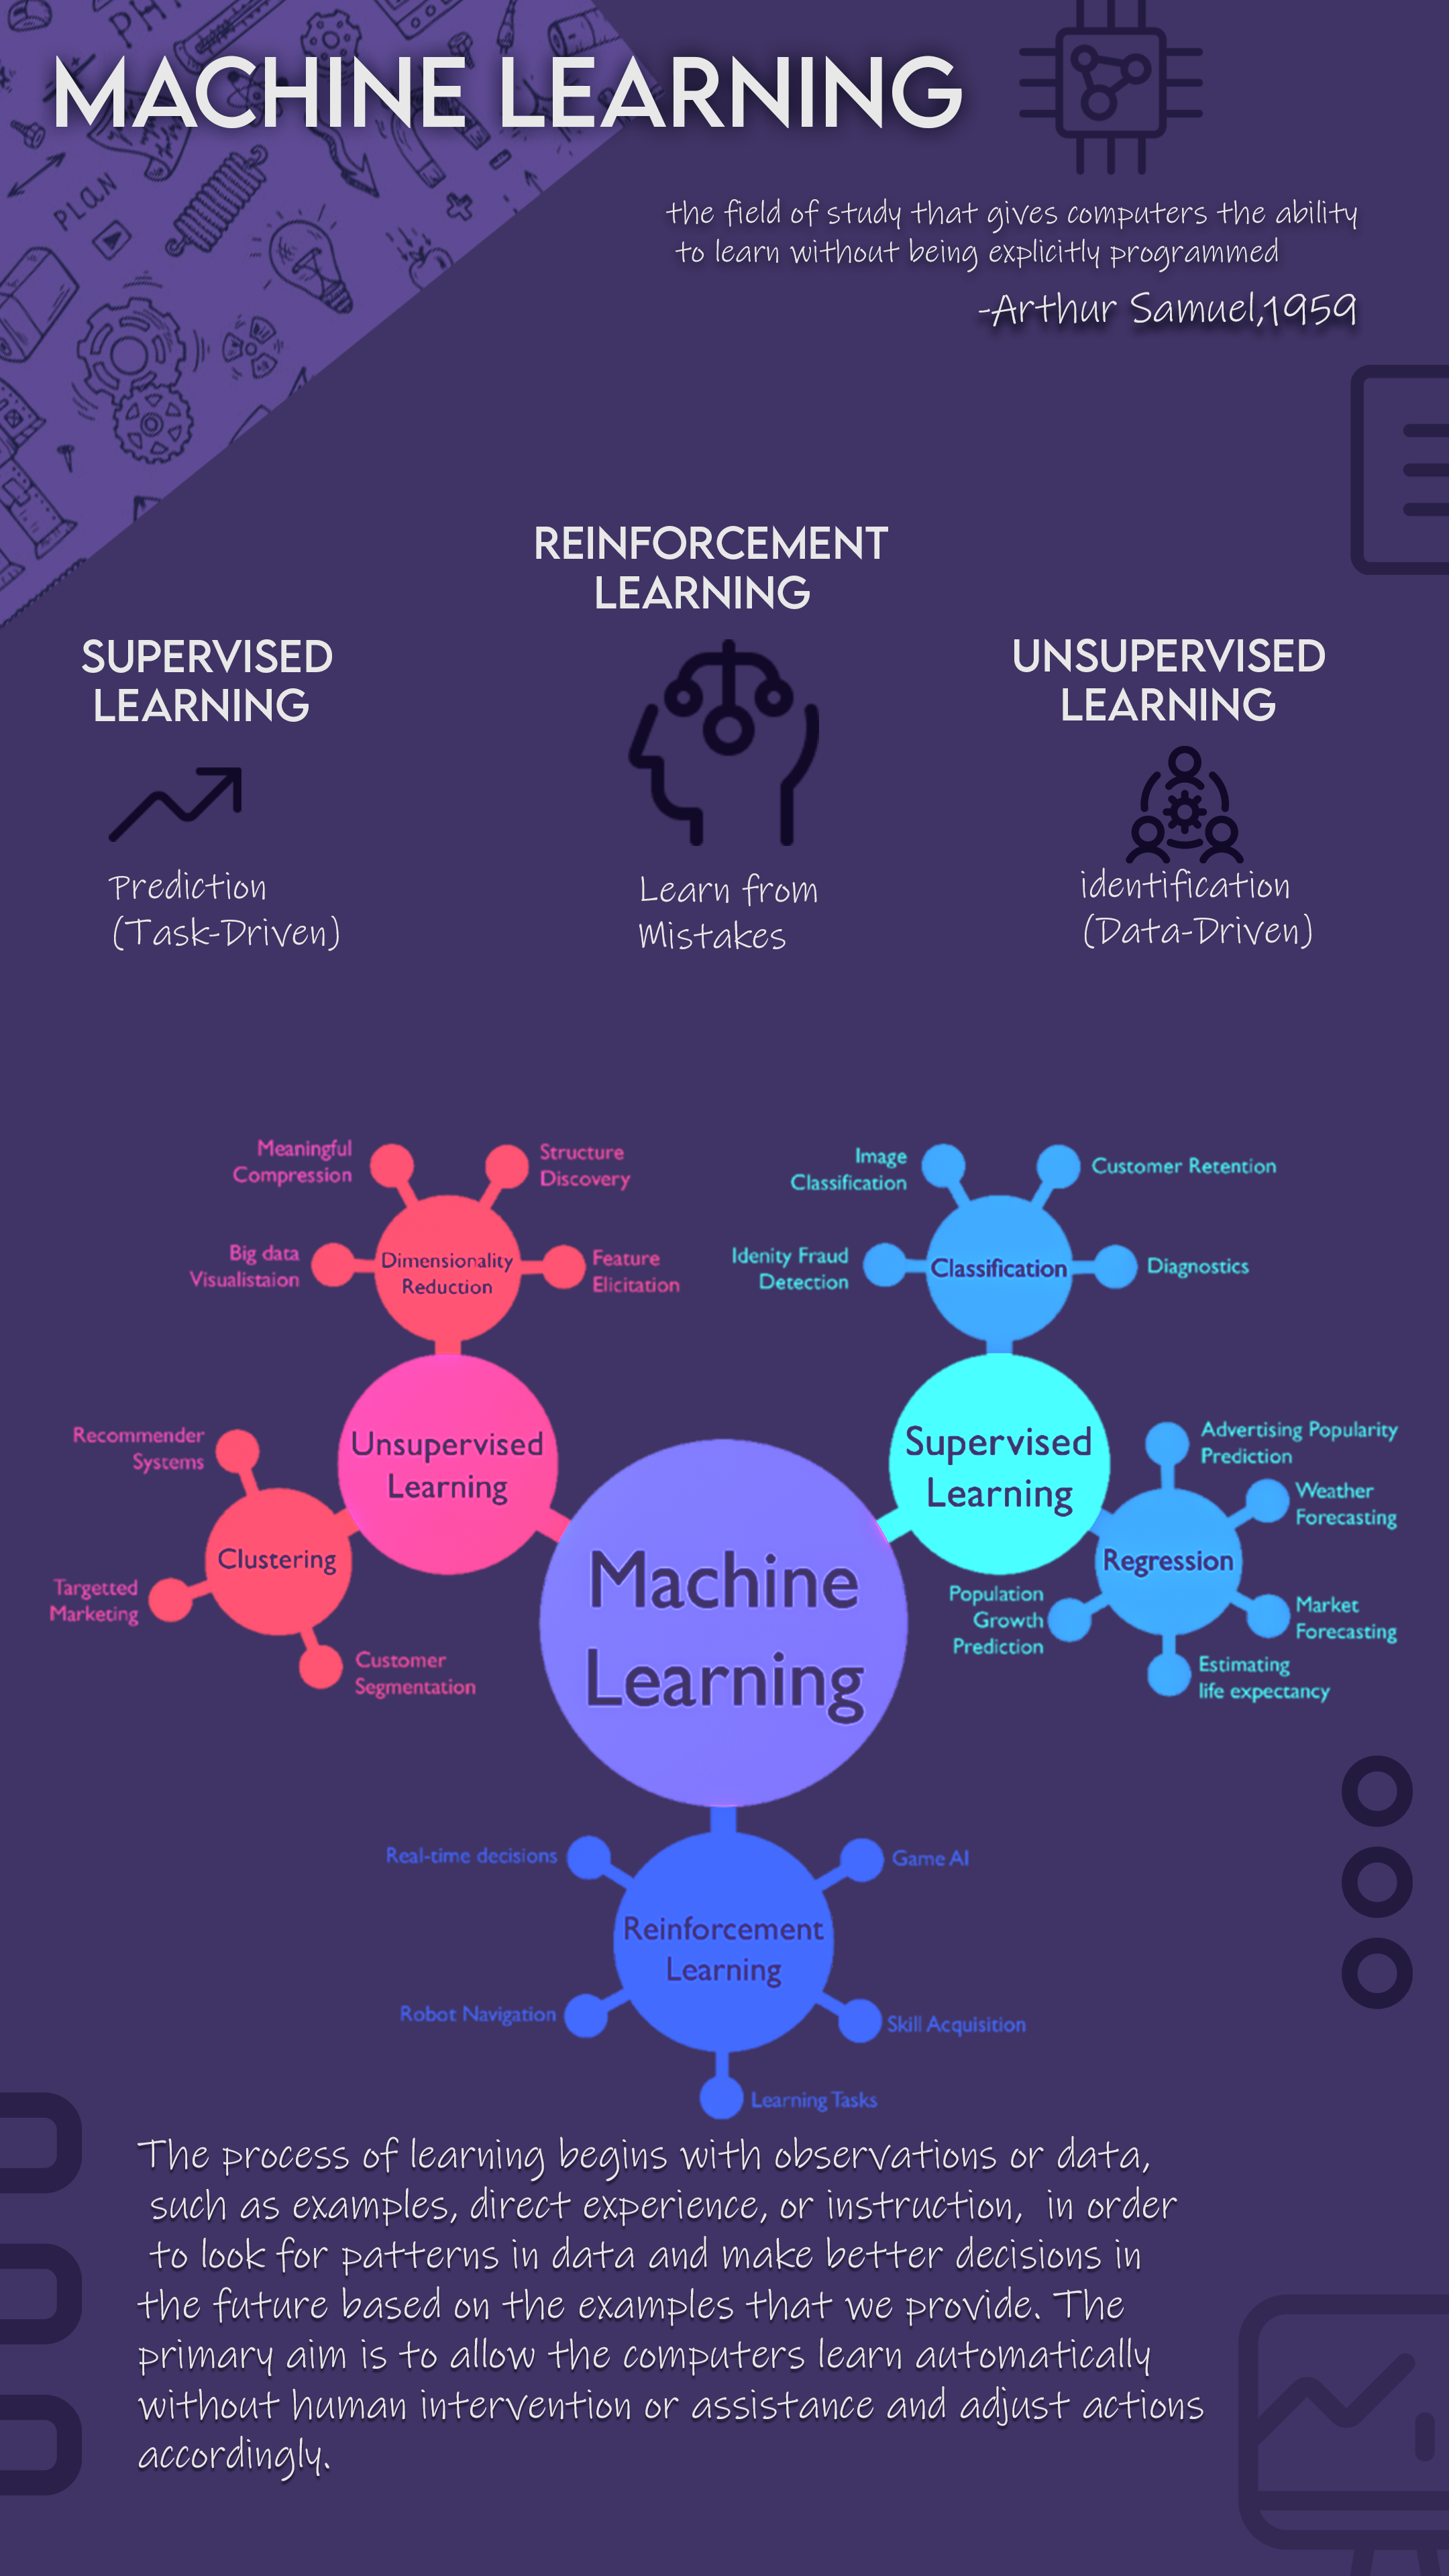 MACHINE LEARNING
PLAN
the field of study that gives computers the ability
to learn without being explicitly programmed
-Arthur Samuel,1959
REINFORCEMENT
LEARNING
SUPERVISED
LEARNING
UNSUPERVISED
LEARNING
Prediction
(Task-Driven)
Learn from
Mistakes
identification
(Data-Driven)
Meaningful
Compression
Structure
Discovery
Big data
Visualistaion
Dimensionality
Reduction
Feature
Elicitation
Image
Classification
Customer Retention
Idenity Fraud
Detection
Classification
Diagnostics
Unsupervised
Learning
Recommender
Systems
Clustering
Targetted
Marketing
Customer
Segmentation
Supervised
Learning
Advertising Popularity
Prediction
Weather
Forecasting
Regression
Population
Growth
Prediction
Market
Forecasting
Estimating
life expectancy
Machine
Learning
Real-time decisions
Game AI
Reinforcement
Learning
Robot Navigation
Skill Acquisition
Learning Tasks
The process of learning begins with observations or data,
such as examples, direct experience, or instruction, in order
to look for patterns in data and make better decisions in
the future based on the examples that we provide. The
primary aim is to allow the computers learn automatically
without human intervention or assistance and adjust actions
accordingly.